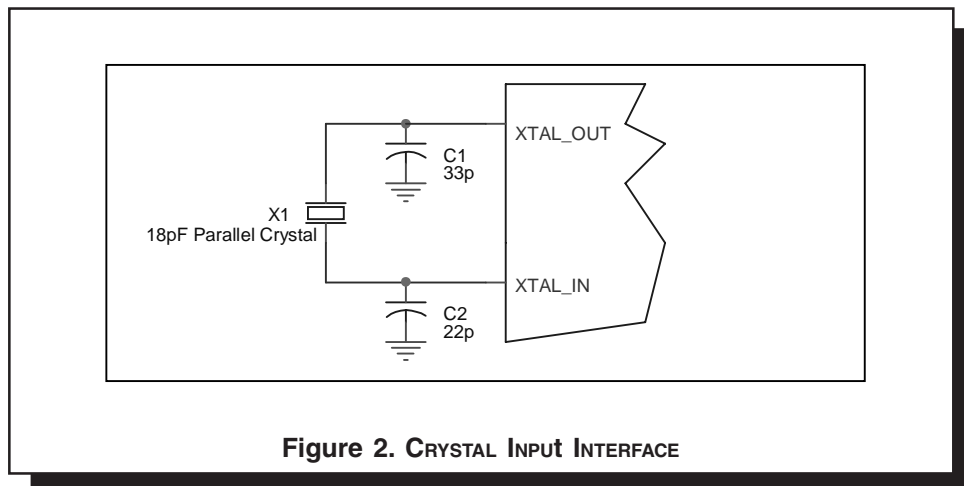 XTAL_OUT
C1
33p
X1
18pF Parallel Crystal
XTAL_IN
C2
22p
Figure 2. CRYSTAL INPUt INTERFACE